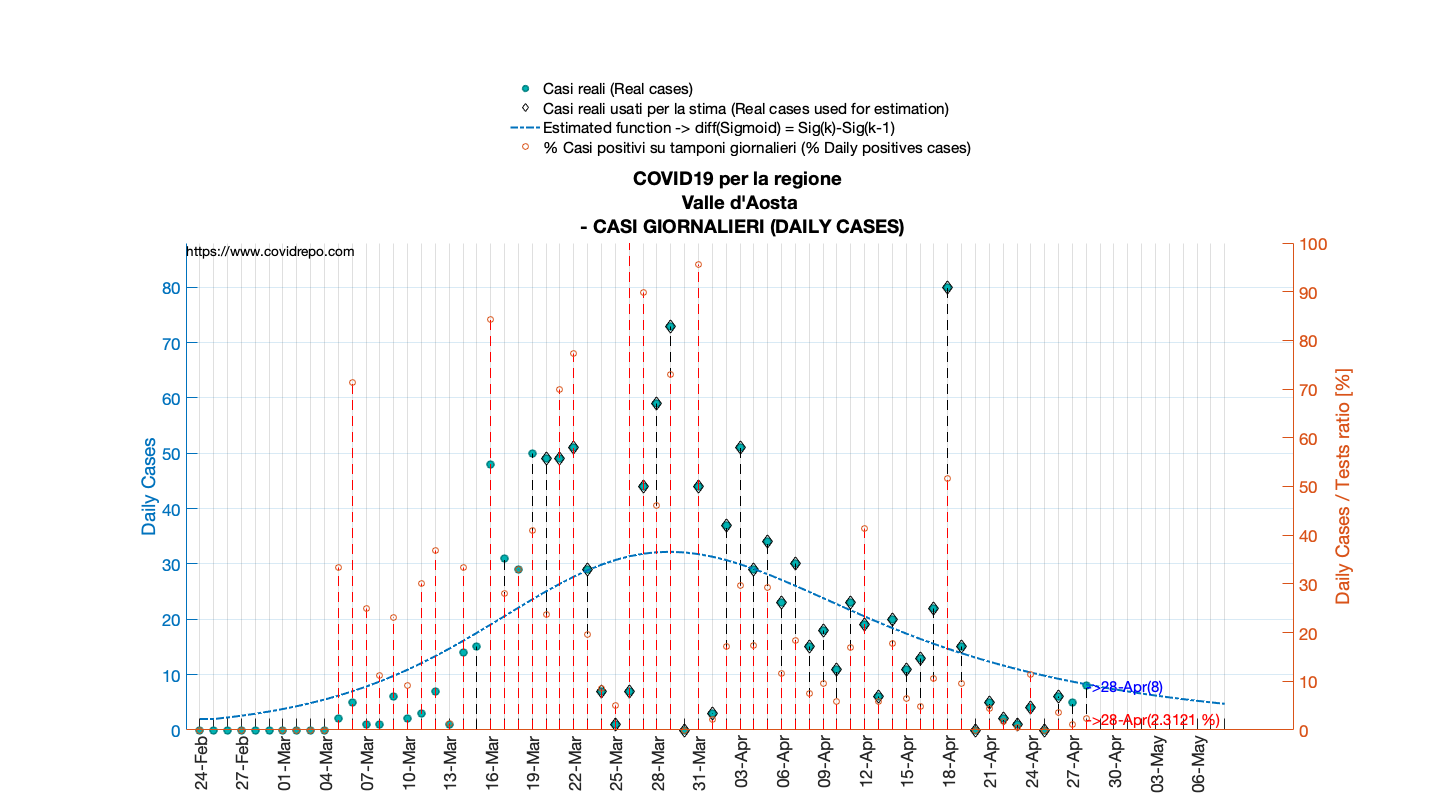 Casi reali (Real cases)
Casi reali usati per la stima (Real cases used for estimation)
Estimated function -> diff(Sigmoid) = Sig(k)-Sig(k-1)
% Casi positivi su tamponi giornalieri (% Daily positives cases)
COVID19 per la regione
Valle d'Aosta
- CASI GIORNALIERI (DAILY CASES)
https://www.covidrepo.com
Daily Cases
80
70
60
50
40
30
20
10
0
100
90
80
70
60
50
40
30
20
10
0
Daily Cases / Tests ratio [%]
->28-Apr(8)
->28-Apr(2.3121 %)
24-Feb
27-Feb
01-Mar
04-Mar
07-Mar
10-Mar
13-Mar
16-Mar
19-Mar
22-Mar
25-Mar
28-Mar
31-Mar
03-Apr
06-Apr
09-Apr
12-Apr
15-Apr
18-Apr
21-Apr
24-Apr
27-Apr
30-Apr
03-May
06-May